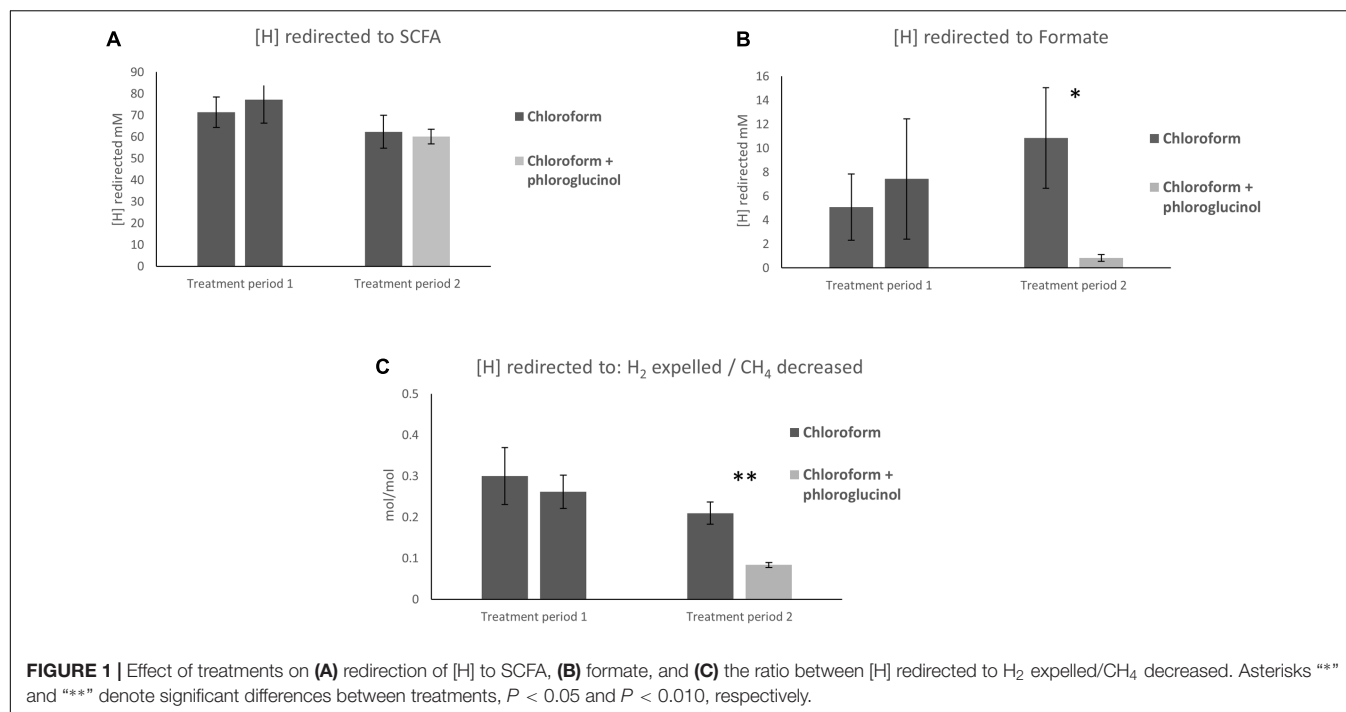 A
[H] redirected to SCFA
[H] redirected mM
90
80
70
60
50
40
30
20
10
0
Treatment period 1
Treatment period 2
Chloroform
Chloroform +
phloroglucinol
B
[H] redirected to Formate
[H] redirected mM
16
14
12
10
8
6
4
2
0
*
Treatment period 1
Treatment period 2
Chloroform
Chloroform +
phloroglucinol
C
[H] redirected to: H₂ expelled / CH₄ decreased
mol/mol
0.5
0.4
0.3
0.2
0.1
0
**
Treatment period 1
Treatment period 2
Chloroform
Chloroform +
phloroglucinol
FIGURE 1 | Effect of treatments on (A) redirection of [H] to SCFA, (B) formate, and (C) the ratio between [H] redirected to H₂ expelled/CH₄ decreased. Asterisks “*”
and “**” denote significant differences between treatments, P < 0.05 and P < 0.010, respectively.